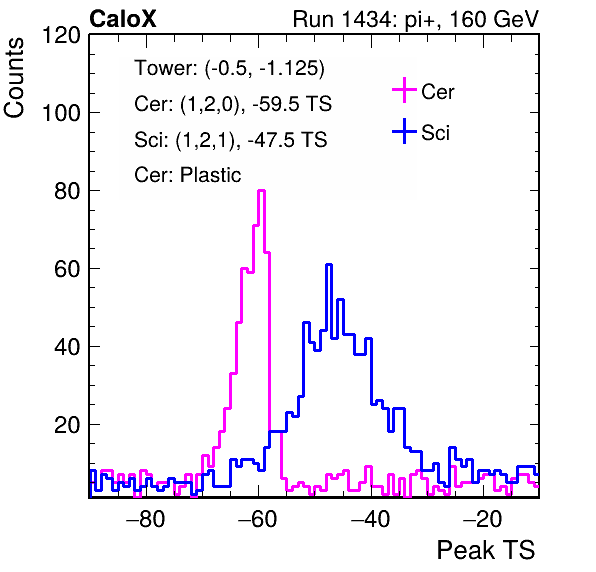 CaloX Run 1434: pi+, 160 GeV
Counts
120
100
80
60
40
20
Tower: (-0.5, -1.125)
Cer: (1,2,0), -59.5 TS
Sci: (1,2,1), -47.5 TS
Cer: Plastic
Cer
Sci
−80 −60 −40 −20
Peak TS